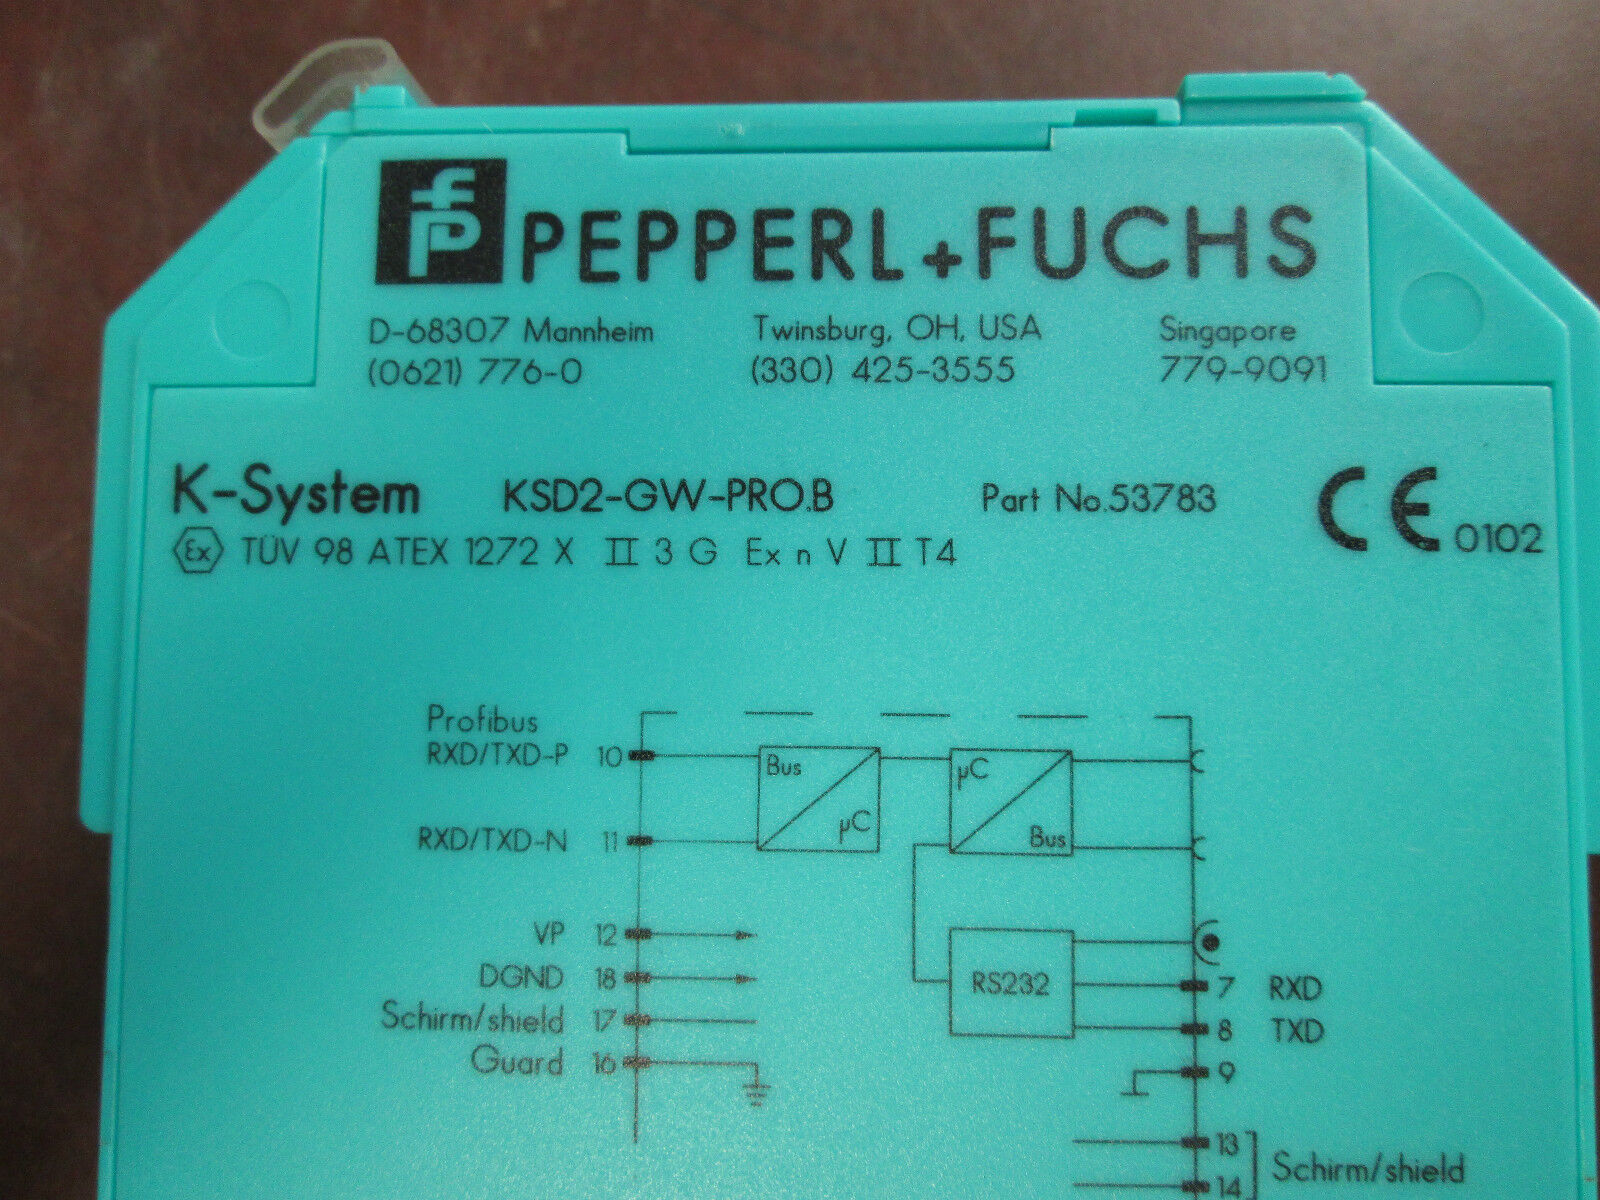 PEPPERL+FUCHS
D-68307 Mannheim Twinsburg, OH, USA Singapore
(0621) 776-0 (330) 425-3555 779-9091
K-System KSD2-GW-PRO.B Part No.53783 CE 0102
Ex TÜV 98 ATEX 1272 X II 3 G Ex n V II T4
Profibus
RXD/TXD-P 10 Bus µC µC Bus
RXD/TXD-N 11
VP 12
DGND 18 RS232 7 RXD
Schirm/shield 17 8 TXD
Guard 16 9
13
Schirm/shield
14